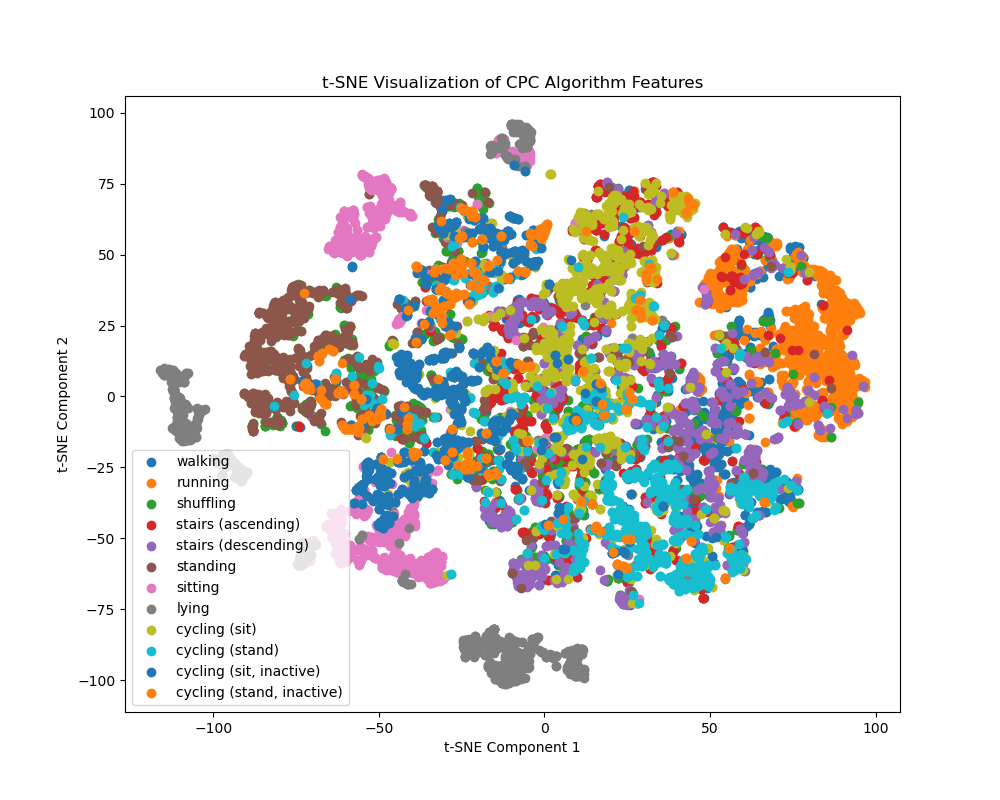 t-SNE Visualization of CPC Algorithm Features
100
75
50
25
0
−25
−50
−75
−100
t-SNE Component 2
walking
running
shuffling
stairs (ascending)
stairs (descending)
standing
sitting
lying
cycling (sit)
cycling (stand)
cycling (sit, inactive)
cycling (stand, inactive)
−100
−50
0
50
100
t-SNE Component 1